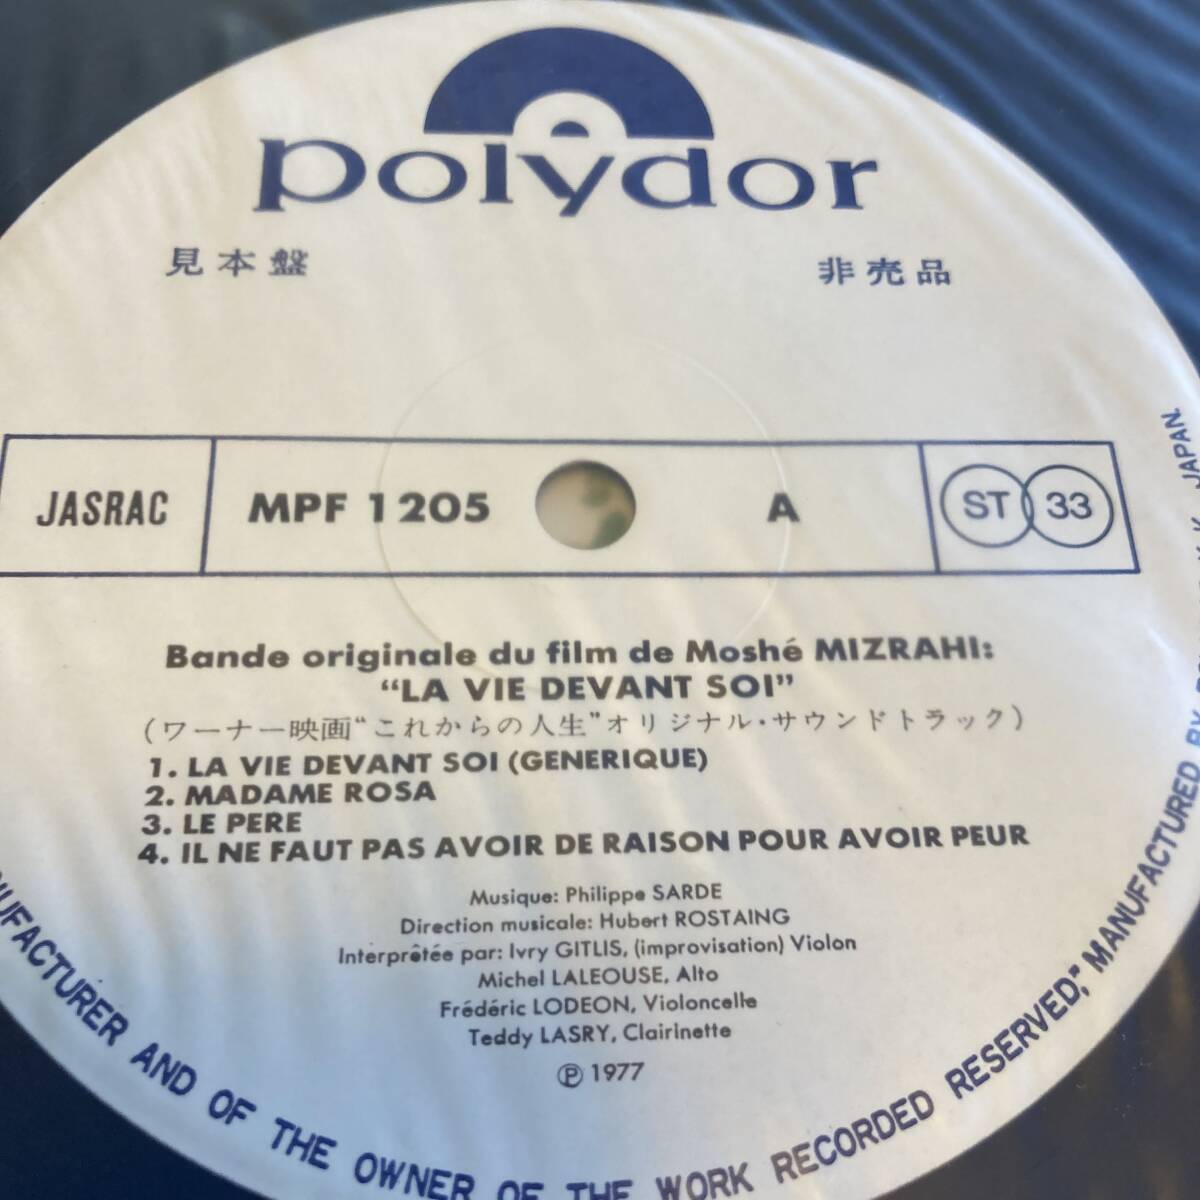 polydor
見本盤 非売品
JASRAC MPF 1205 A ST 33
Bande originale du film de Moshé MIZRAHI:
“LA VIE DEVANT SOI”
(ワーナー映画“これからの人生”オリジナル・サウンドトラック)
1. LA VIE DEVANT SOI (GENERIQUE)
2. MADAME ROSA
3. LE PERE
4. IL NE FAUT PAS AVOIR DE RAISON POUR AVOIR PEUR
Musique: Philippe SARDE
Direction musicale: Hubert ROSTAING
Interprêtée par: Ivry GITLIS, (improvisation) Violon
Michel LALEOUSE, Alto
Frédéric LODEON, Violoncelle
Teddy LASRY, Clairinette
Ⓟ 1977
AND OF THE OWNER OF THE WORK RECORDED RESERVED; MANUFACTURED BY JAPAN.